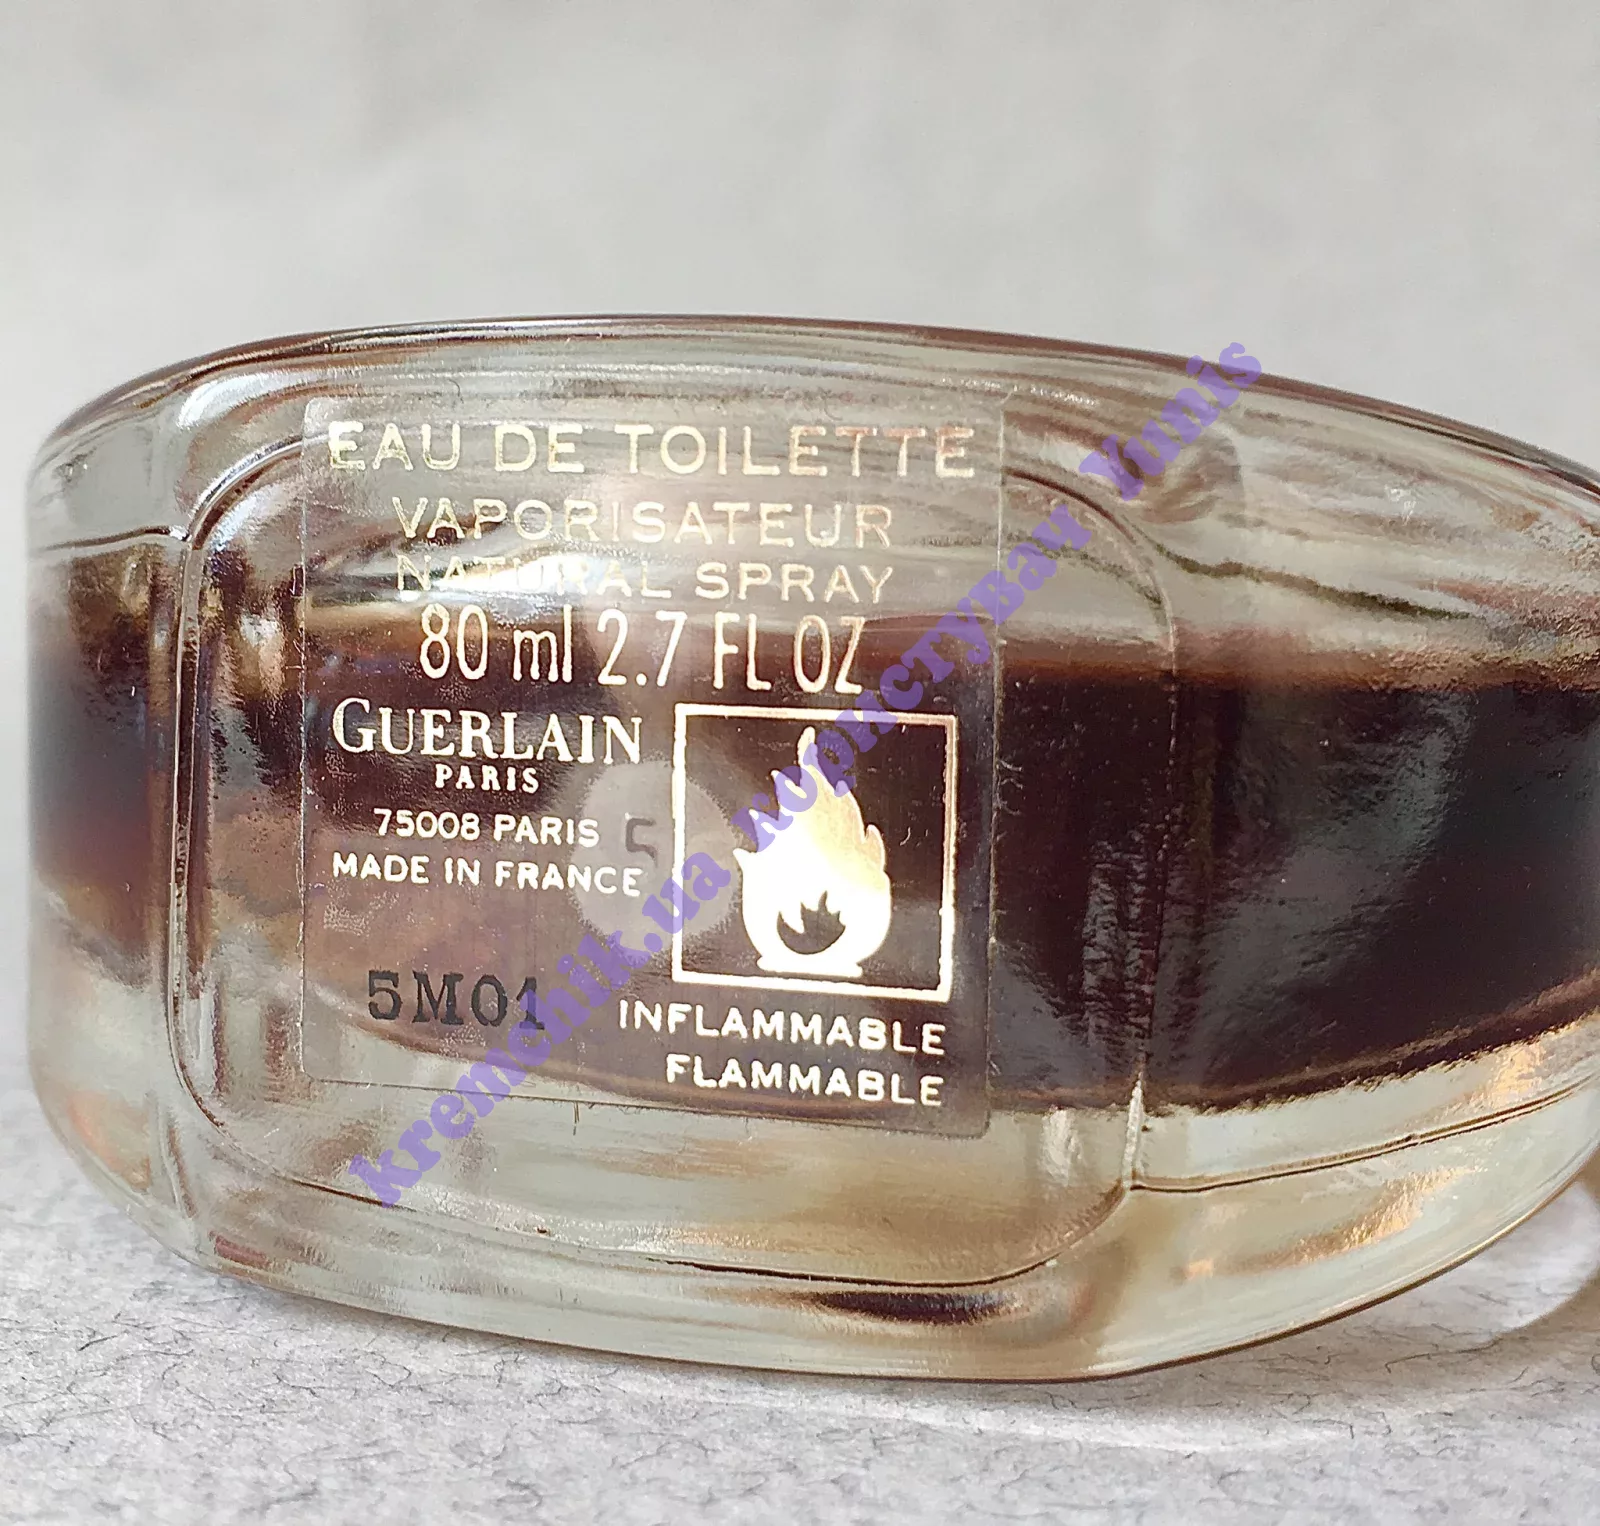 EAU DE TOILETTE
VAPORISATEUR
NATURAL SPRAY
80 ml 2.7 FL OZ
GUERLAIN
PARIS
75008 PARIS
MADE IN FRANCE
5
5M01
INFLAMMABLE
FLAMMABLE
kremenchik.ua Користувач Yunis